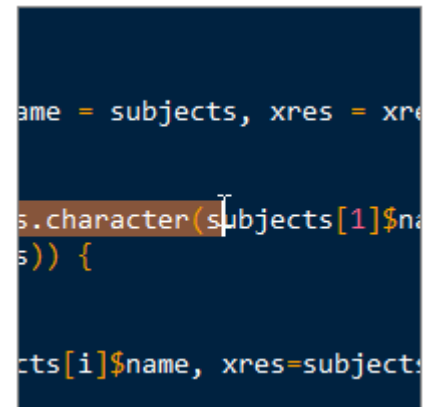 ame = subjects, xres = xre
s.character(subjects[1]$na
s)) {
cts[i]$name, xres=subjects